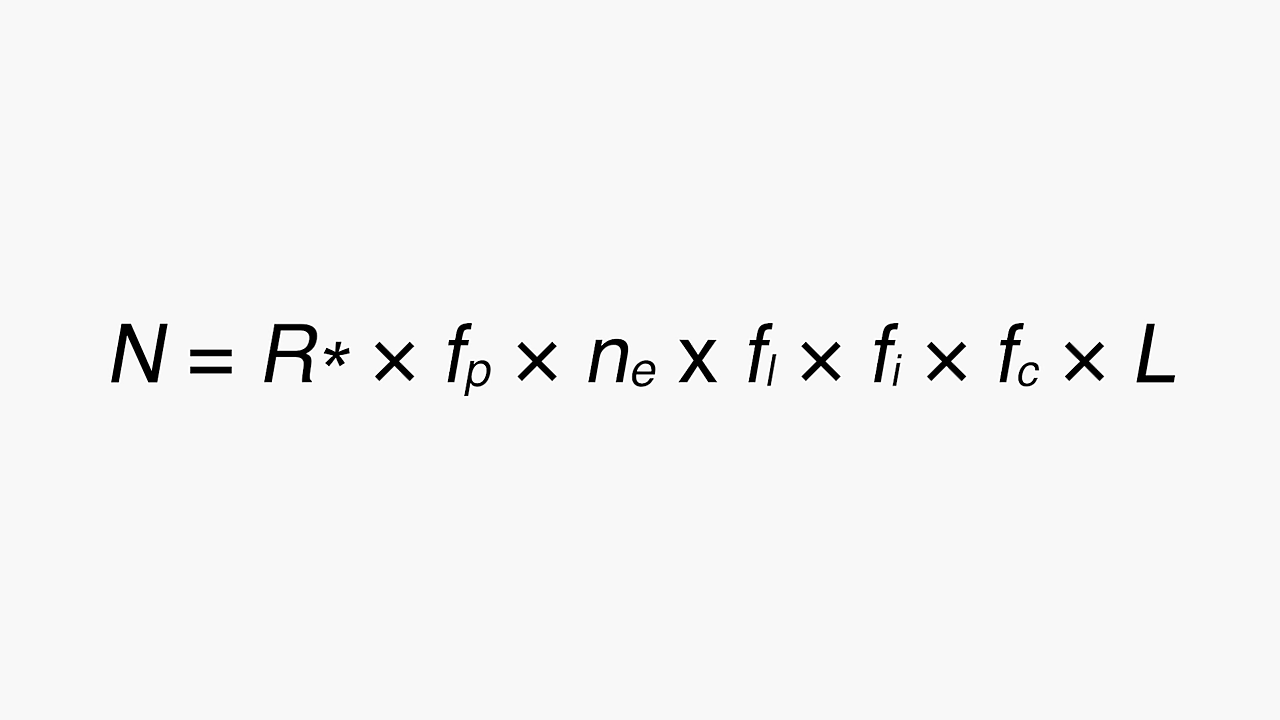 N = R* × fp × ne x fl × fi × fc × L